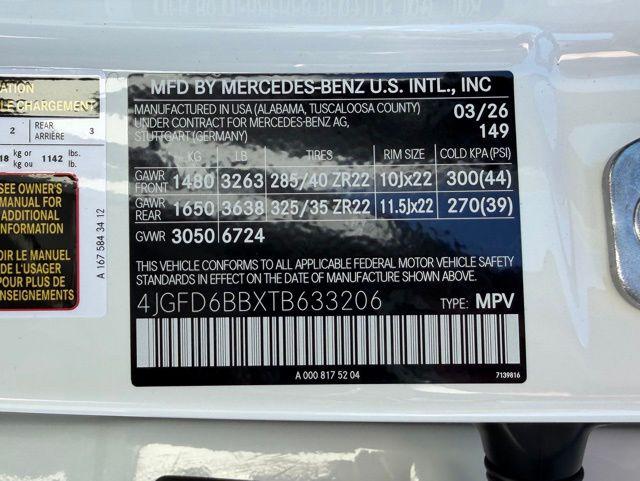 ATION
LE CHARGEMENT
2 REAR ARRIÈRE 3
18 kg or kg ou 1142 lbs. lb.
SEE OWNER'S
MANUAL FOR
ADDITIONAL
INFORMATION
OIR LE MANUEL
DE L'USAGER
POUR PLUS DE
RENSEIGNEMENTS
A 167 584 34 12
MFD BY MERCEDES-BENZ U.S. INTL., INC
MANUFACTURED IN USA (ALABAMA, TUSCALOOSA COUNTY) 03/26
UNDER CONTRACT FOR MERCEDES-BENZ AG,
STUTTGART (GERMANY) 149
KG LB TIRES RIM SIZE COLD KPA (PSI)
GAWR FRONT 1480 3263 285/40 ZR22 10Jx22 300(44)
GAWR REAR 1650 3638 325/35 ZR22 11.5Jx22 270(39)
GVWR 3050 6724
THIS VEHICLE CONFORMS TO ALL APPLICABLE FEDERAL MOTOR VEHICLE SAFETY
STANDARDS IN EFFECT ON THE DATE OF MANUFACTURE SHOWN ABOVE.
4JGFD6BBXTB633206 TYPE: MPV
A 000 817 52 04
7139816